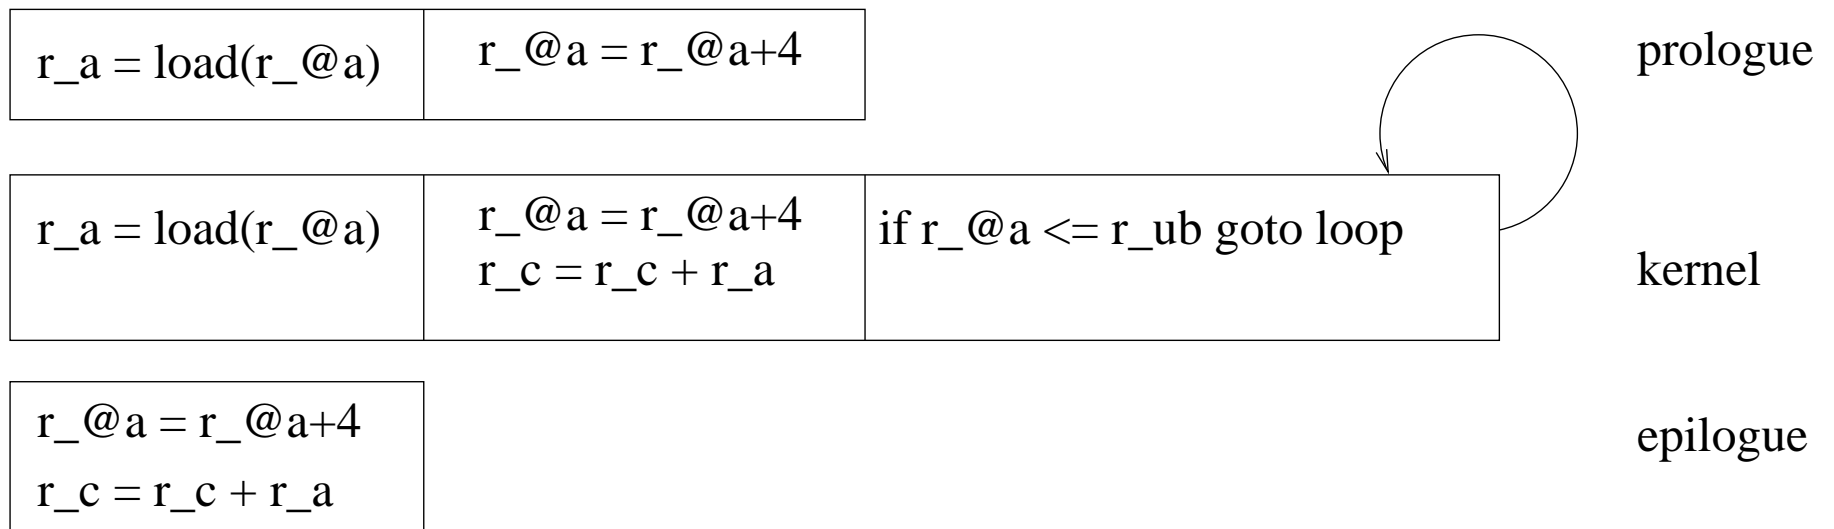 r_a = load(r_@a)
r_@a = r_@a+4
prologue
r_a = load(r_@a)
r_@a = r_@a+4
r_c = r_c + r_a
if r_@a <= r_ub goto loop
kernel
r_@a = r_@a+4
r_c = r_c + r_a
epilogue